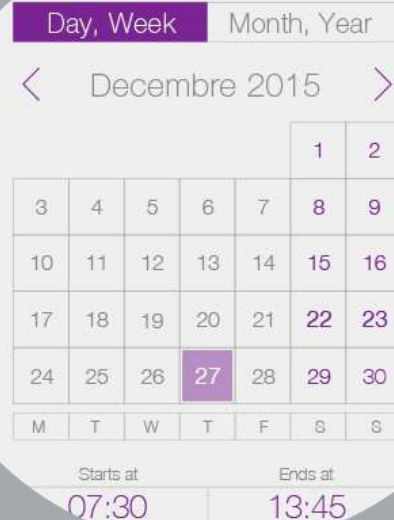 Day, Week Month, Year
< Decembre 2015 >
1 2
3 4 5 6 7 8 9
10 11 12 13 14 15 16
17 18 19 20 21 22 23
24 25 26 27 28 29 30
M T W T F S S
Starts at Ends at
07:30 13:45